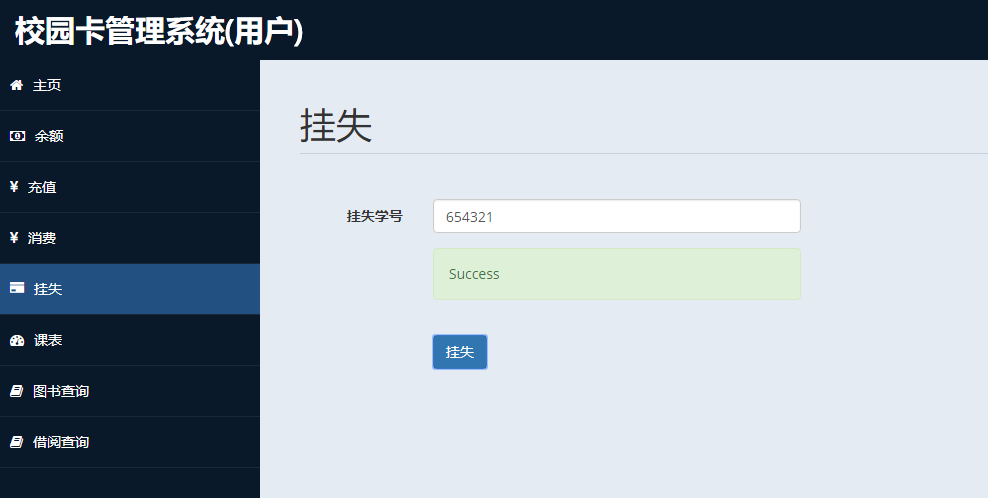 校园卡管理系统(用户)
主页
余额
¥ 充值
¥ 消费
挂失
课表
图书查询
借阅查询
挂失
挂失学号
654321
Success
挂失